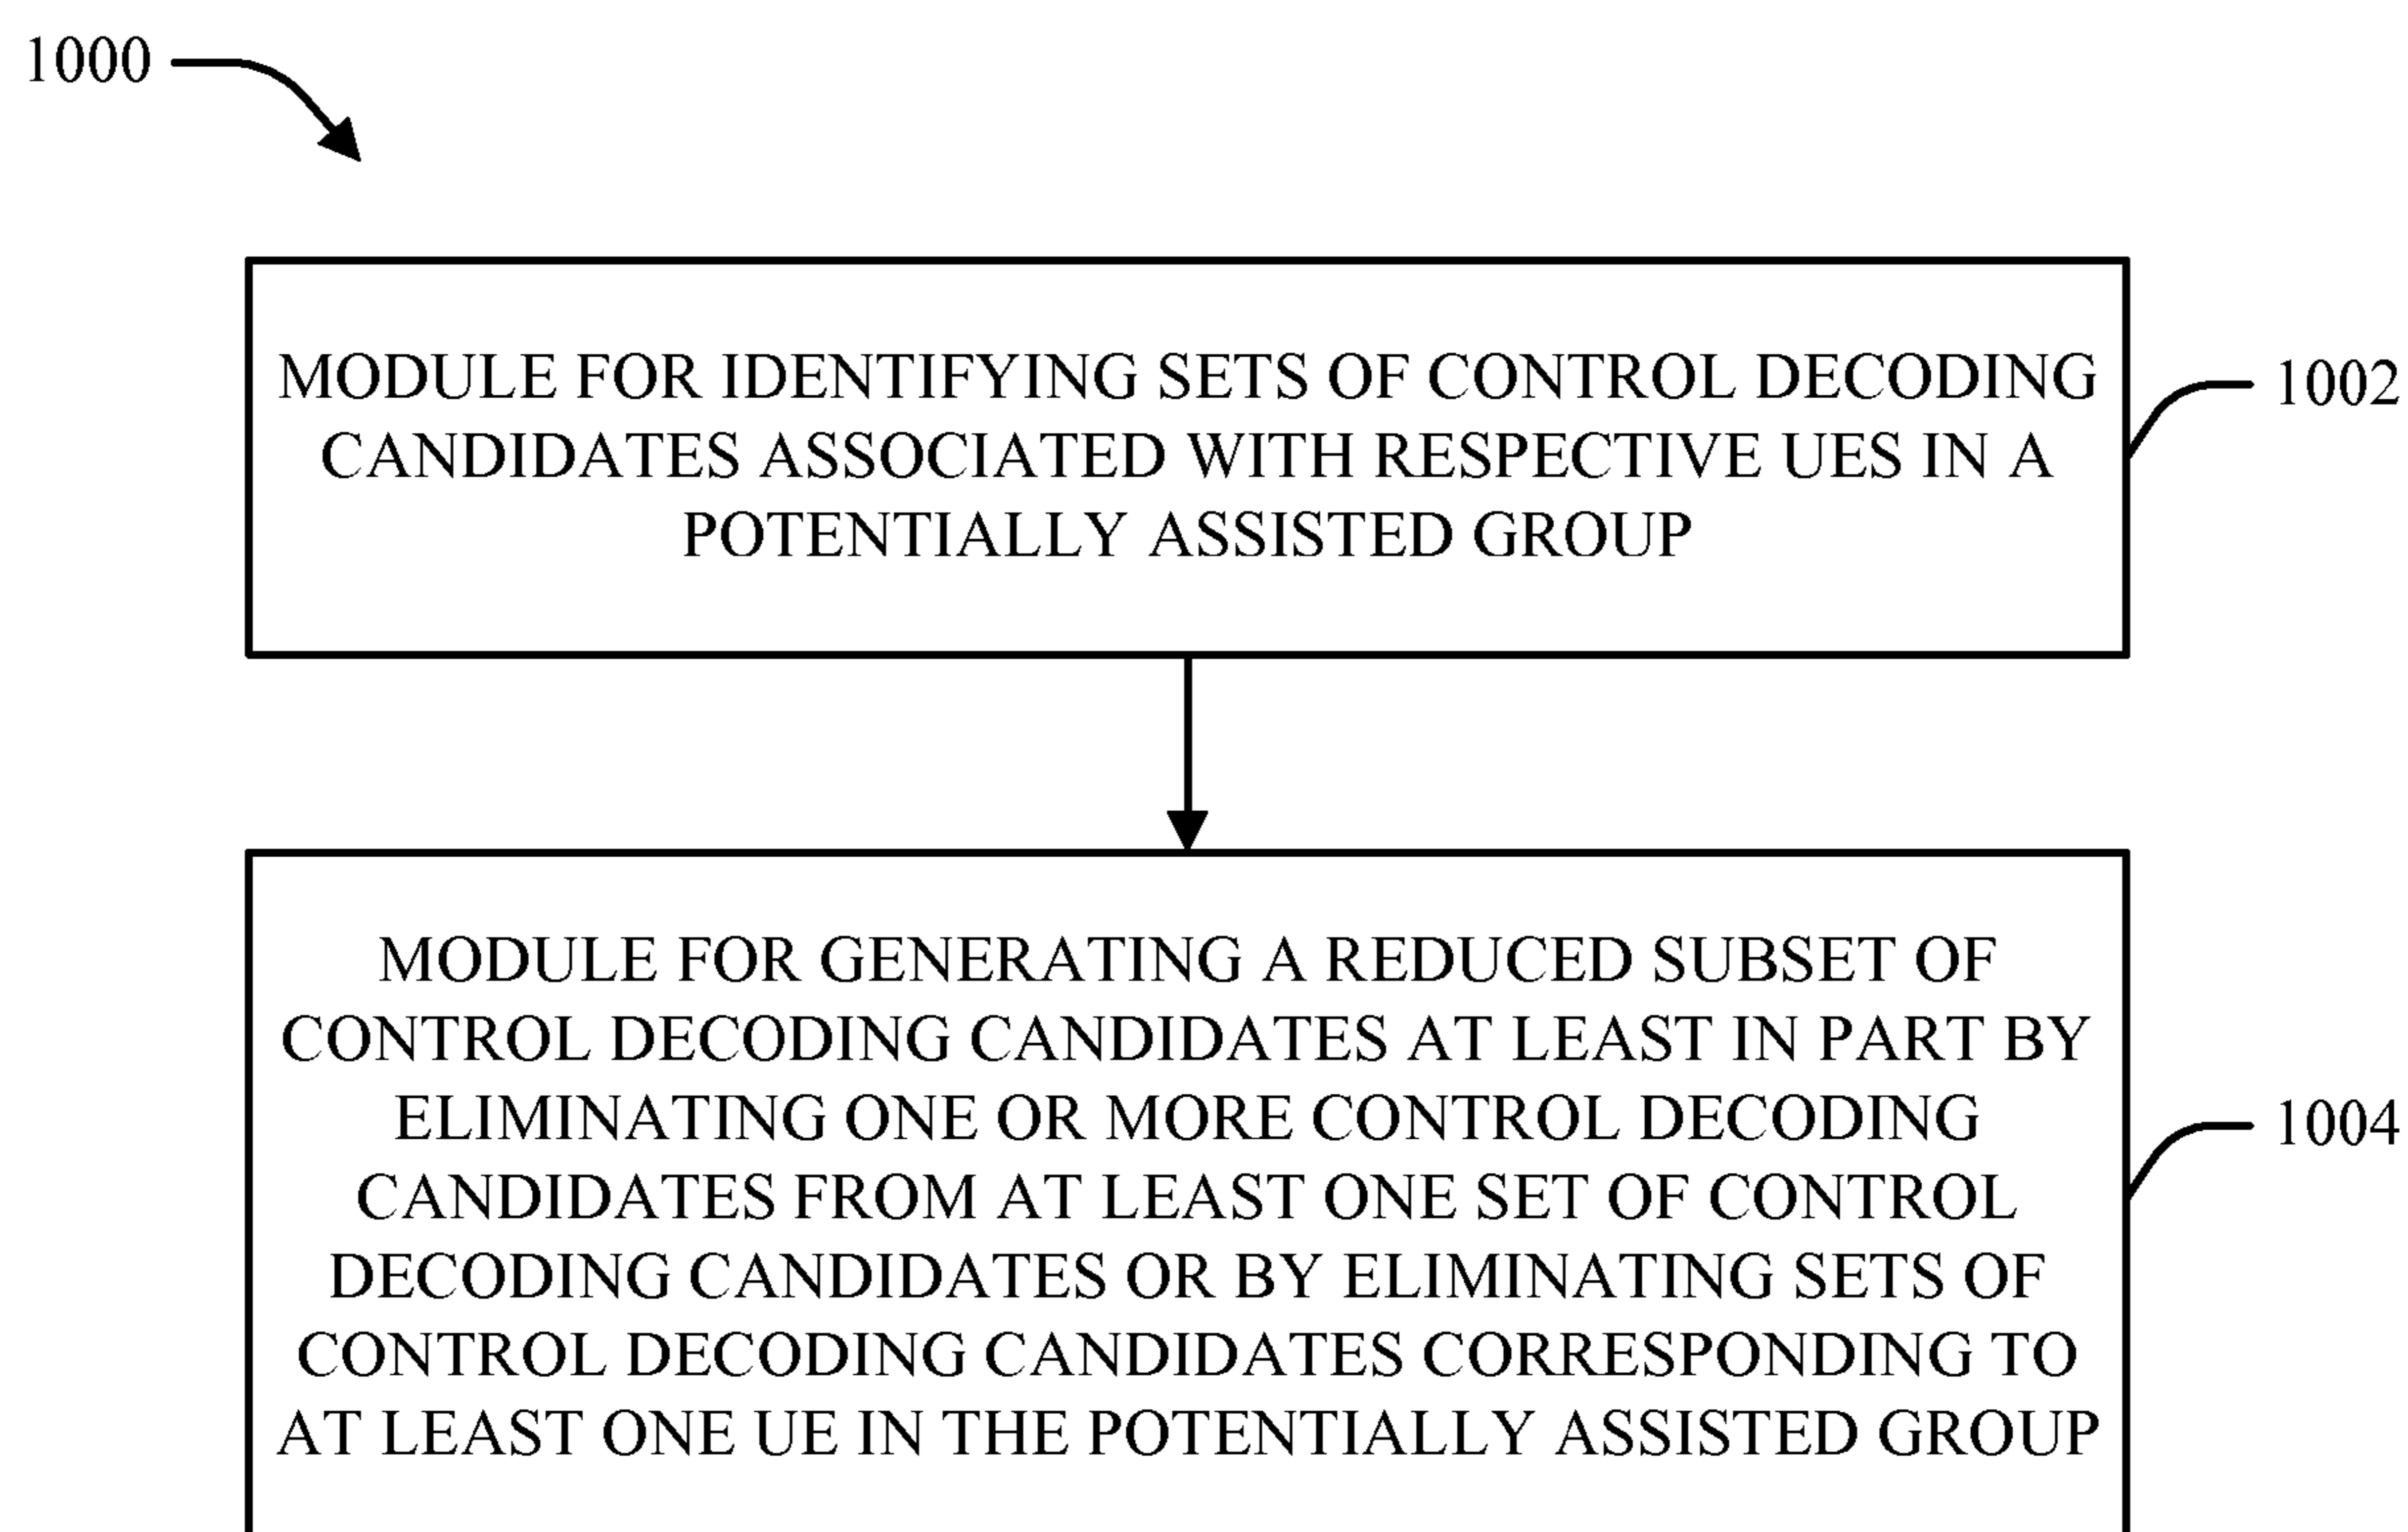 1000
MODULE FOR IDENTIFYING SETS OF CONTROL DECODING
CANDIDATES ASSOCIATED WITH RESPECTIVE UES IN A
POTENTIALLY ASSISTED GROUP
1002
MODULE FOR GENERATING A REDUCED SUBSET OF
CONTROL DECODING CANDIDATES AT LEAST IN PART BY
ELIMINATING ONE OR MORE CONTROL DECODING
CANDIDATES FROM AT LEAST ONE SET OF CONTROL
DECODING CANDIDATES OR BY ELIMINATING SETS OF
CONTROL DECODING CANDIDATES CORRESPONDING TO
AT LEAST ONE UE IN THE POTENTIALLY ASSISTED GROUP
1004